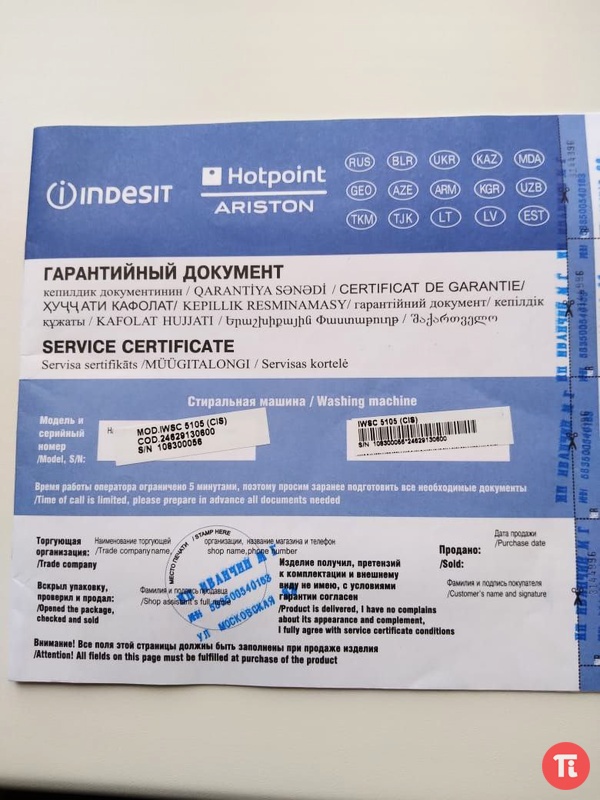 INDESIT
Hotpoint
ARISTON
RUS BLR UKR KAZ MDA
GEO AZE ARM KGR UZB
TKM TJK LT LV EST
ГАРАНТИЙНЫЙ ДОКУМЕНТ
кепилдик документинин / QARANTİYA SƏNƏDİ / CERTIFICAT DE GARANTIE/
ҲУҶҶАТИ КАФОЛАТ/ KEPILLIK RESMINAMASY/ гарантійний документ/ кепілдік
құжаты / KAFOLAT HUJJATI / Երաշխիքային Փաստաթուղթ / შაქართველო
SERVICE CERTIFICATE
Servisa sertifikāts /MÜÜGITALONGI / Servisas kortelė
Стиральная машина / Washing machine
Модель и
серийный
номер
/Model, S/N:
MOD.IWSC 5105 (CIS)
COD.24629130600
S/N 108300056
IWSC 5105 (CIS)
S/N 108300056*24629130600
Время работы оператора ограничено 5 минутами, поэтому просим заранее подготовить все необходимые документы
/Time of call is limited, please prepare in advance all documents needed
Торгующая
организация:
/Trade company
Наименование торгующей организации, название магазина и телефон
/Trade companyname, shop name,phone number
МЕСТО ПЕЧАТИ / STAMP HERE
ИП ИВАНЧИН М Г
ИНН 583500540183
УЛ МОСКОВСКАЯ
Вскрыл упаковку,
проверил и продал:
/Opened the package,
checked and sold
Фамилия и подпись продавца
/Shop assistant's full name
Изделие получил, претензий
к комплектации и внешнему
виду не имею, с условиями
гарантии согласен
/Product is delivered, I have no complains
about its appearance and complement,
I fully agree with service certificate conditions
Продано:
/Sold:
Дата продажи
/Purchase date
Фамилия и подпись покупателя
/Customer's name and signature
Внимание! Все поля этой страницы должны быть заполнены при продаже изделия
/Attention! All fields on this page must be fulfilled at purchase of the product
ИП ИВАНЧИН М Г
ИНН 583500540183